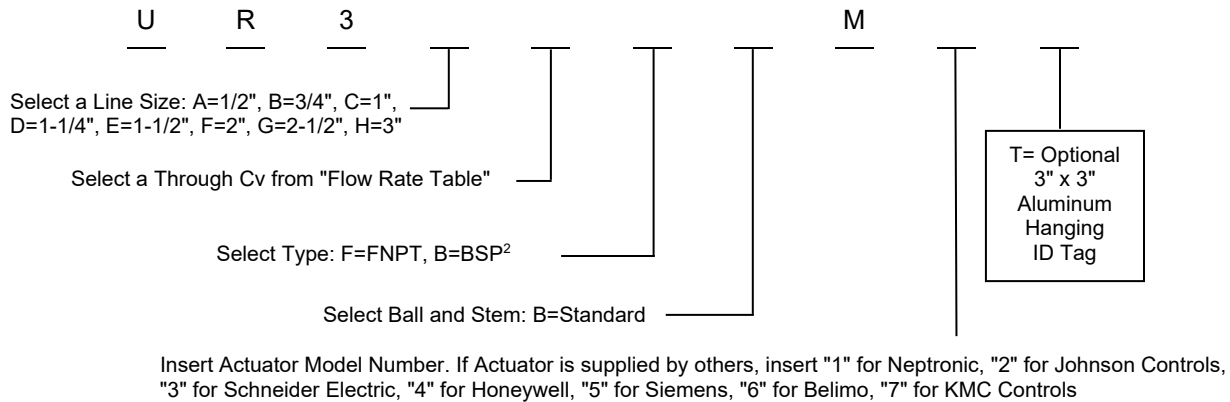 U R 3 M
Select a Line Size: A=1/2", B=3/4", C=1",
D=1-1/4", E=1-1/2", F=2", G=2-1/2", H=3"
Select a Through Cv from "Flow Rate Table"
Select Type: F=FNPT, B=BSP²
Select Ball and Stem: B=Standard
T= Optional
3" x 3"
Aluminum
Hanging
ID Tag
Insert Actuator Model Number. If Actuator is supplied by others, insert "1" for Neptronic, "2" for Johnson Controls,
"3" for Schneider Electric, "4" for Honeywell, "5" for Siemens, "6" for Belimo, "7" for KMC Controls